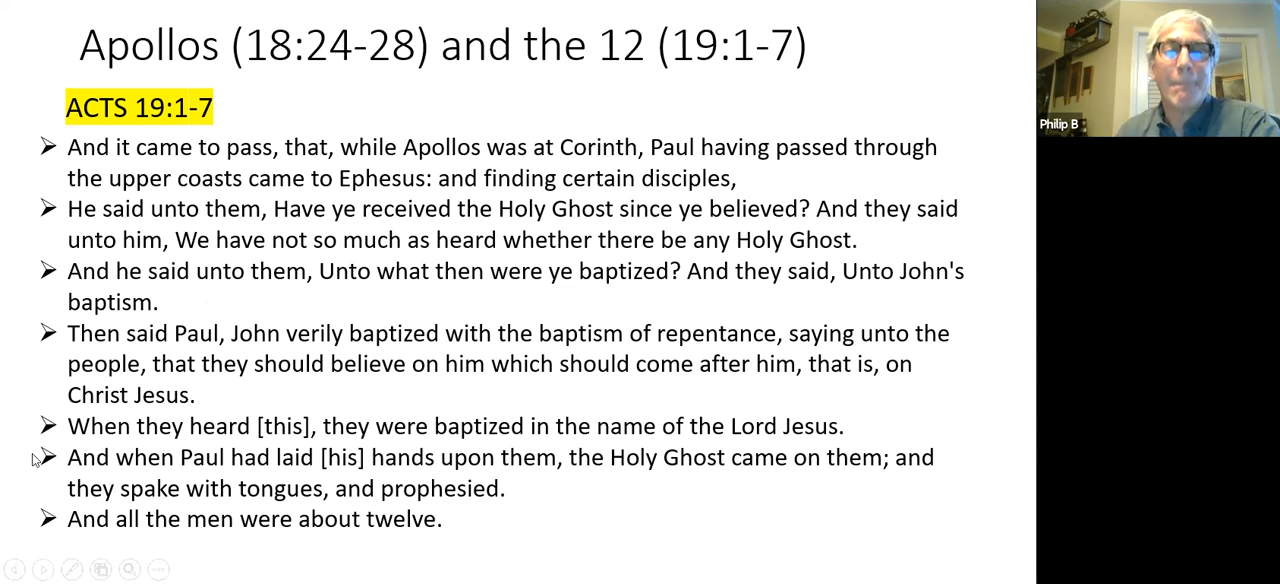 Apollos (18:24-28) and the 12 (19:1-7)
ACTS 19:1-7
➢ And it came to pass, that, while Apollos was at Corinth, Paul having passed through
the upper coasts came to Ephesus: and finding certain disciples,
➢ He said unto them, Have ye received the Holy Ghost since ye believed? And they said
unto him, We have not so much as heard whether there be any Holy Ghost.
➢ And he said unto them, Unto what then were ye baptized? And they said, Unto John's
baptism.
➢ Then said Paul, John verily baptized with the baptism of repentance, saying unto the
people, that they should believe on him which should come after him, that is, on
Christ Jesus.
➢ When they heard [this], they were baptized in the name of the Lord Jesus.
➢ And when Paul had laid [his] hands upon them, the Holy Ghost came on them; and
they spake with tongues, and prophesied.
➢ And all the men were about twelve.
Philip B